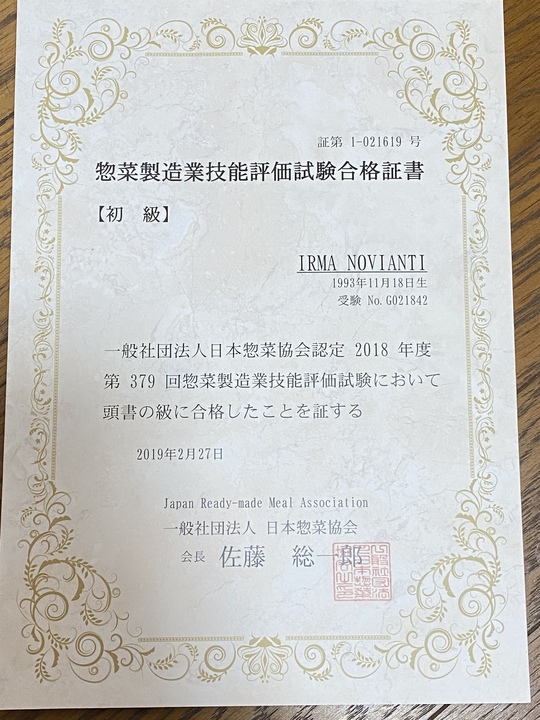 証第 1-021619 号
惣菜製造業技能評価試験合格証書
【初 級】
IRMA NOVIANTI
1993年11月18日生
受験 No.G021842
一般社団法人日本惣菜協会認定 2018 年度
第 379 回惣菜製造業技能評価試験において
頭書の級に合格したことを証する
2019年2月27日
Japan Ready-made Meal Association
一般社団法人 日本惣菜協会
会長 佐藤 総一郎